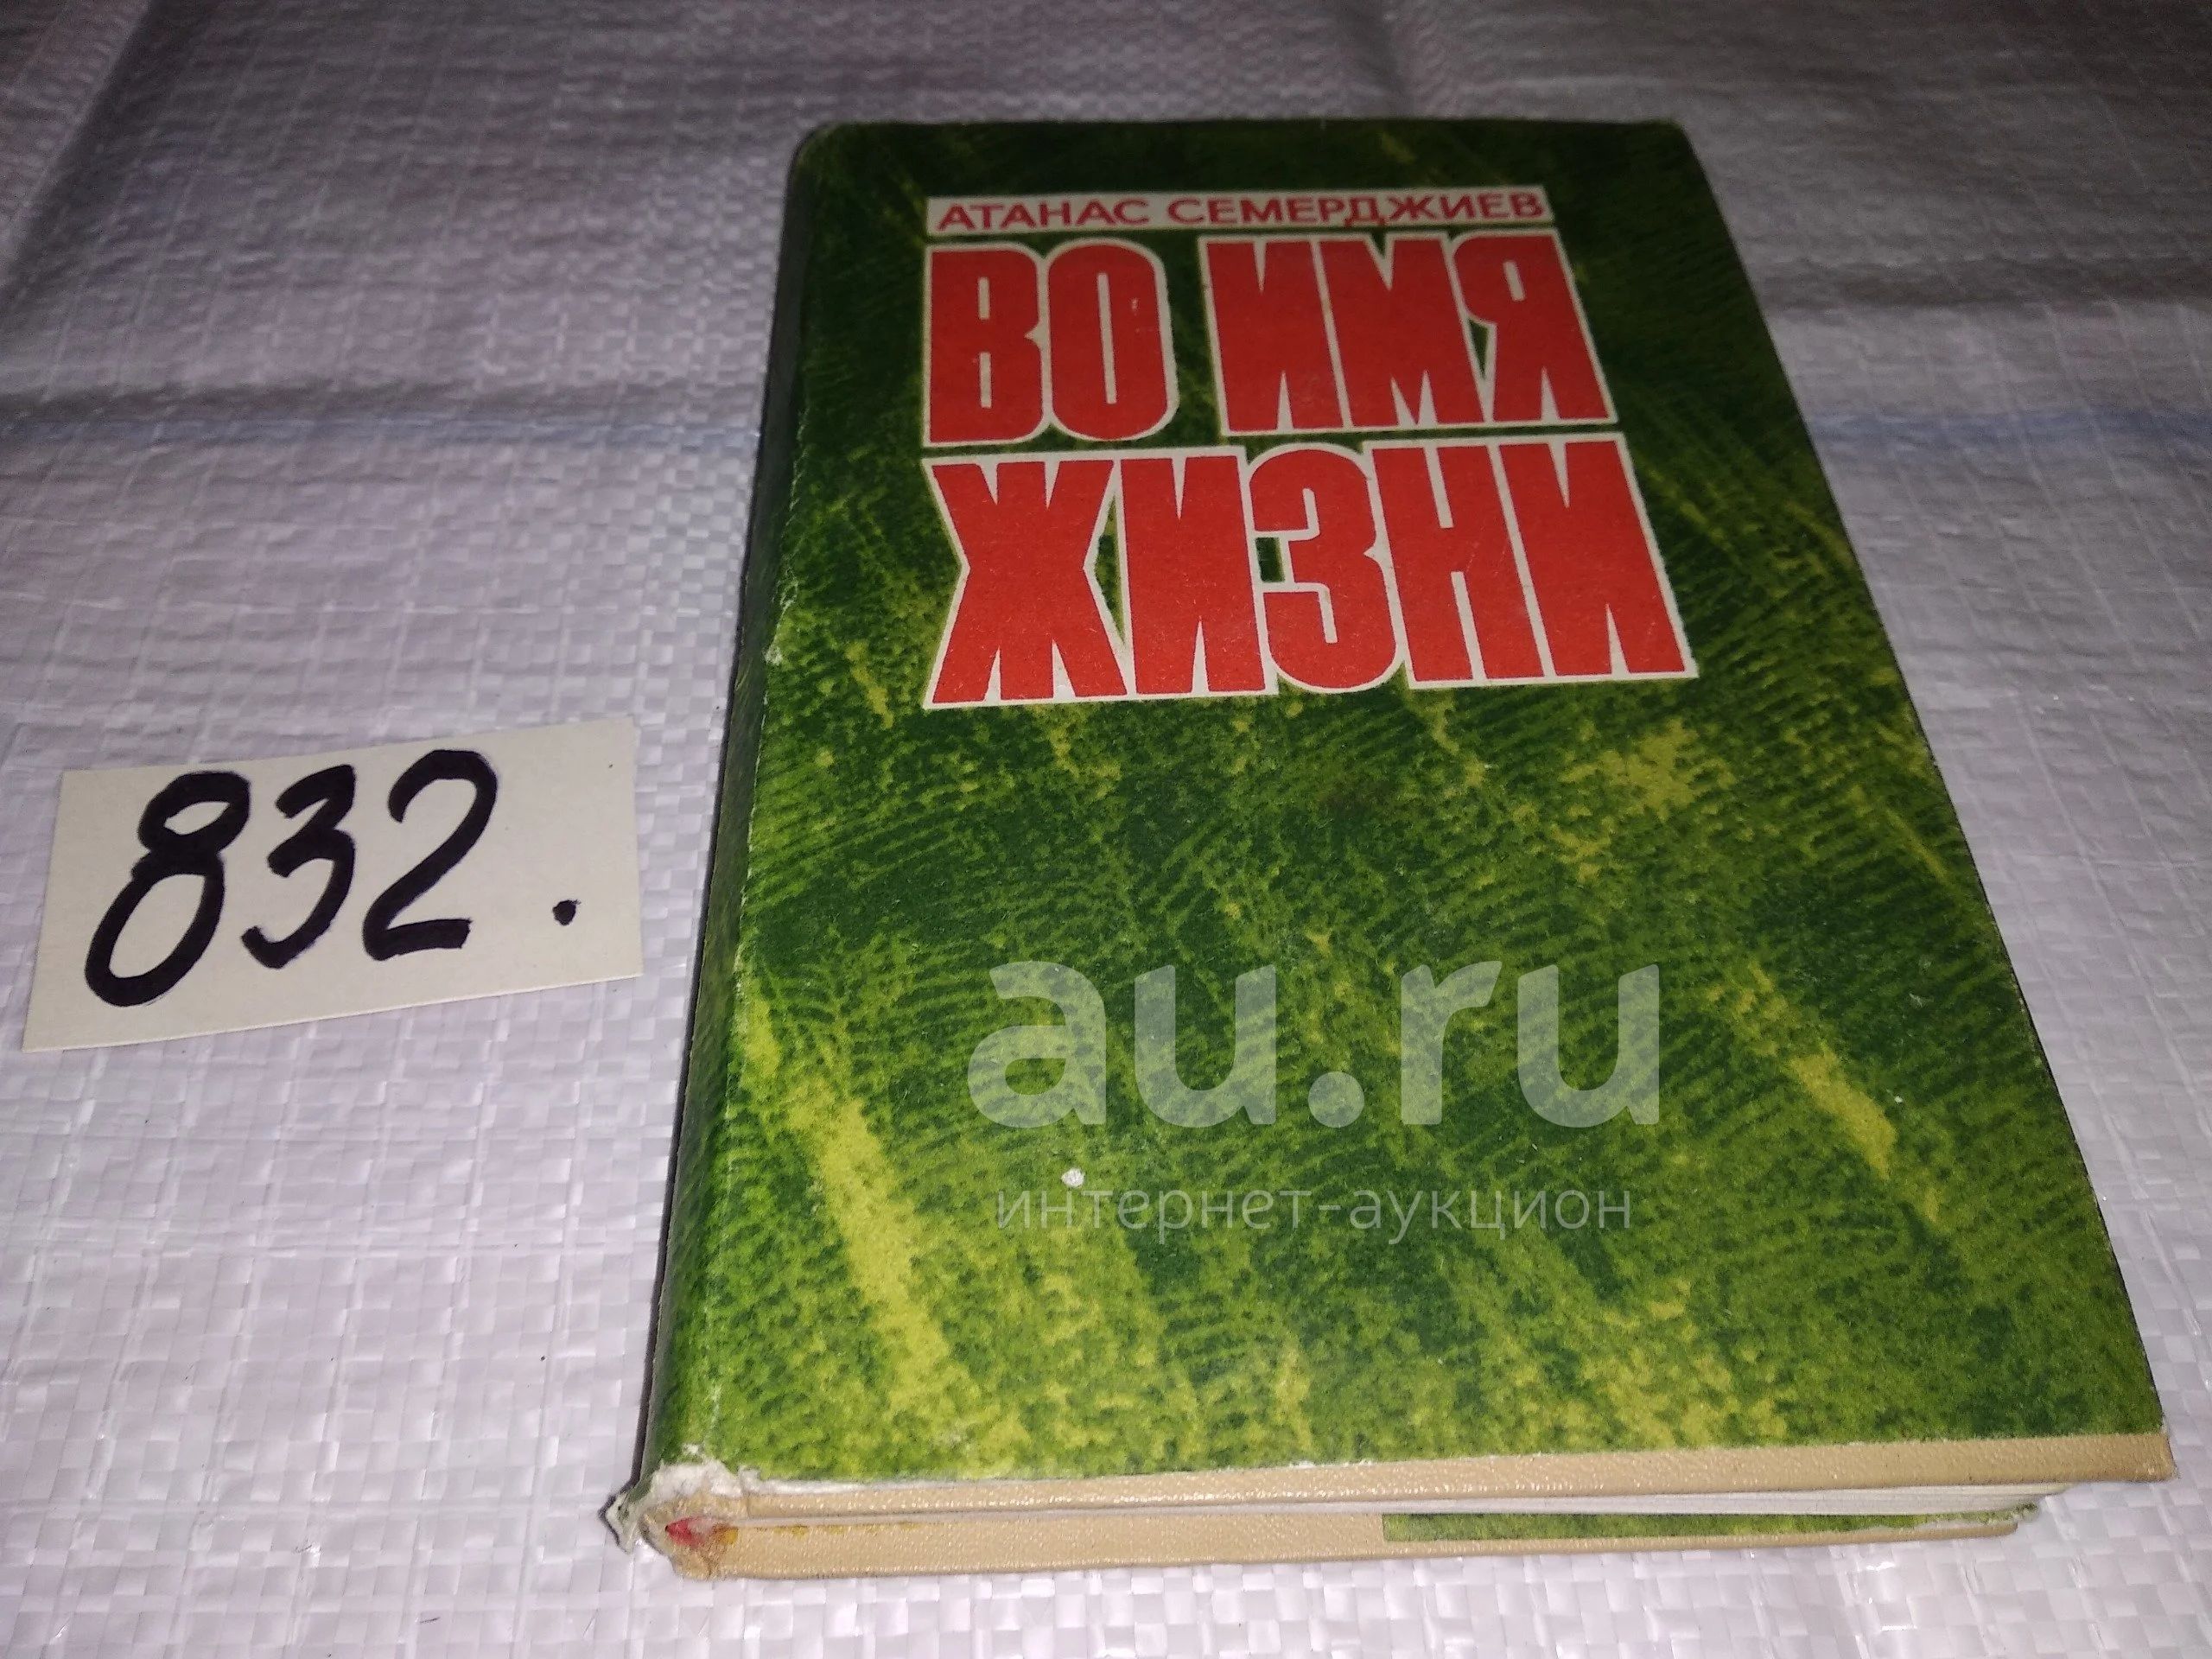 АТАНАС СЕМЕРДЖИЕВ
ВО ИМЯ
ЖИЗНИ
832.
au.ru
интернет-аукцион